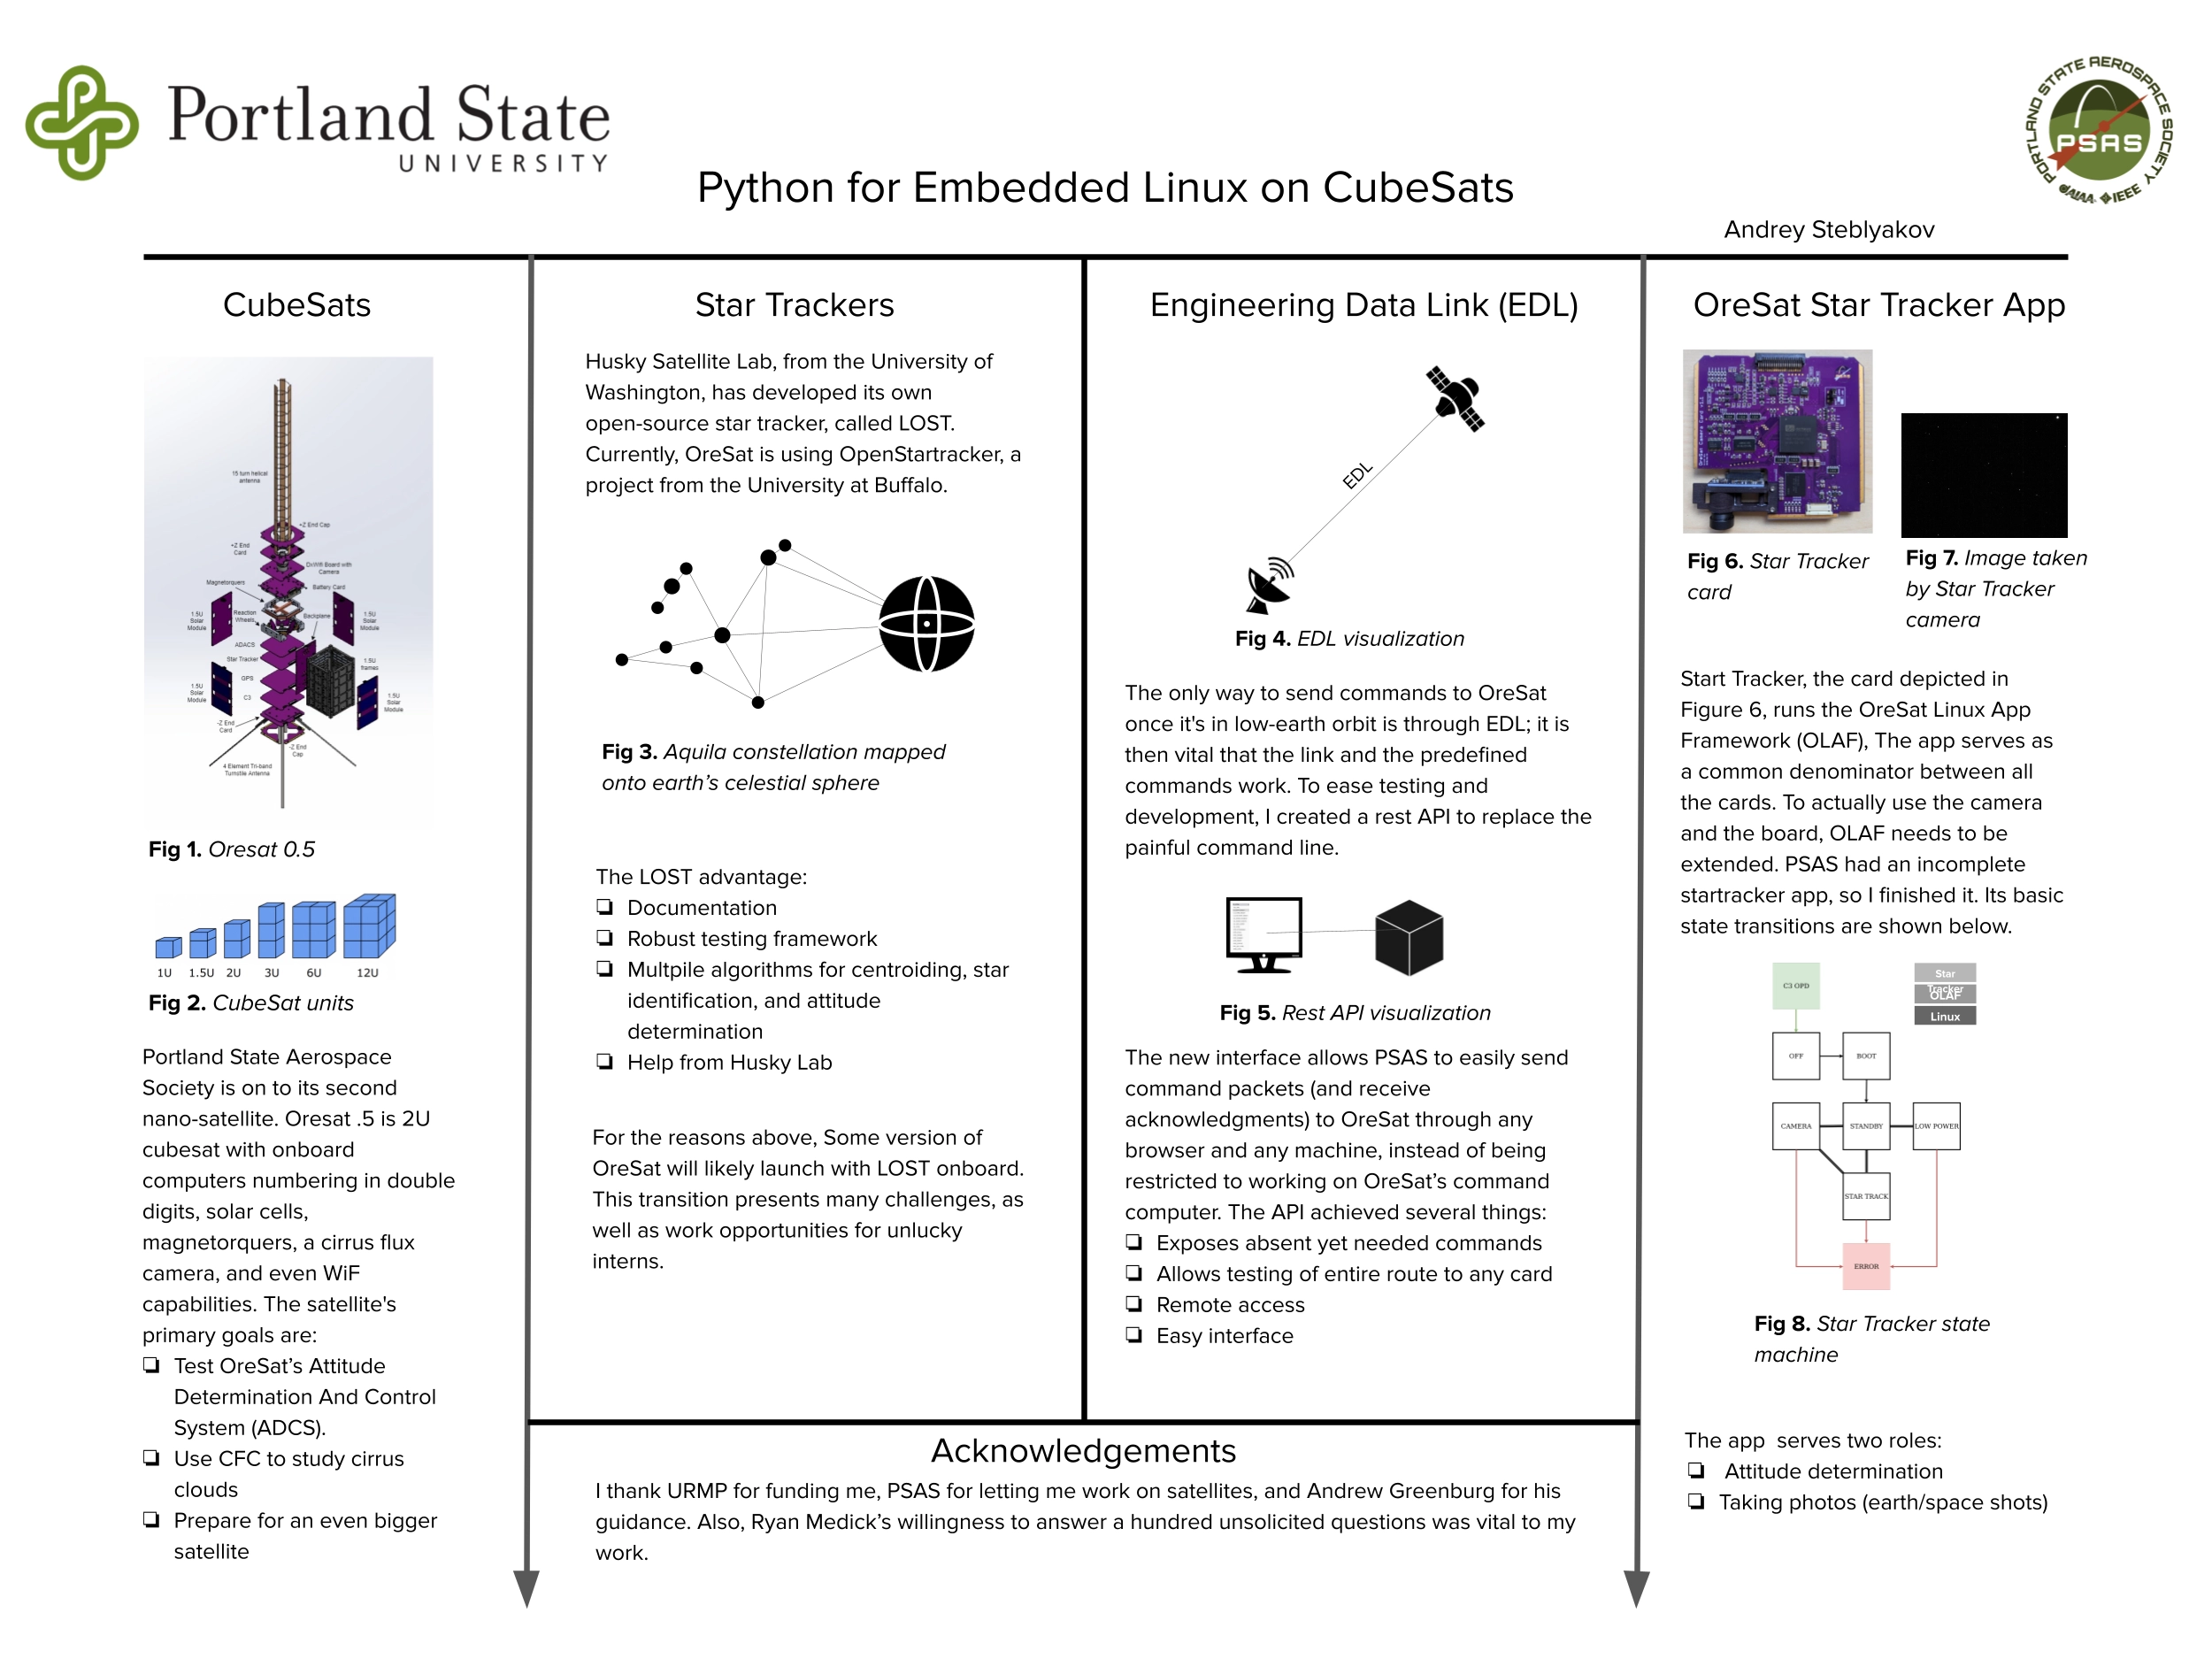 Portland State
UNIVERSITY
PORTLAND STATE AEROSPACE SOCIETY
PSAS
AIAA IEEE
Python for Embedded Linux on CubeSats
Andrey Steblyakov
CubeSats
15 turn helical
antenna
+Z End Cap
+Z End
Card
DxWifi Board with
Camera
Magnetorquers
Battery Card
1.5U
Solar
Module
Reaction
Wheels
Backplane
1.5U
Solar
Module
ADACS
Star Tracker
1.5U
frames
GPS
1.5U
Solar
Module
C3
1.5U
Solar
Module
-Z End
Card
-Z End
Cap
4 Element Tri-band
Turnstile Antenna
Fig 1. Oresat 0.5
1U 1.5U 2U 3U 6U 12U
Fig 2. CubeSat units
Portland State Aerospace
Society is on to its second
nano-satellite. Oresat .5 is 2U
cubesat with onboard
computers numbering in double
digits, solar cells,
magnetorquers, a cirrus flux
camera, and even WiF
capabilities. The satellite's
primary goals are:
❏ Test OreSat’s Attitude
Determination And Control
System (ADCS).
❏ Use CFC to study cirrus
clouds
❏ Prepare for an even bigger
satellite
Star Trackers
Husky Satellite Lab, from the University of
Washington, has developed its own
open-source star tracker, called LOST.
Currently, OreSat is using OpenStartracker, a
project from the University at Buffalo.
Fig 3. Aquila constellation mapped
onto earth’s celestial sphere
The LOST advantage:
❏ Documentation
❏ Robust testing framework
❏ Multpile algorithms for centroiding, star
identification, and attitude
determination
❏ Help from Husky Lab
For the reasons above, Some version of
OreSat will likely launch with LOST onboard.
This transition presents many challenges, as
well as work opportunities for unlucky
interns.
Engineering Data Link (EDL)
EDL
Fig 4. EDL visualization
The only way to send commands to OreSat
once it's in low-earth orbit is through EDL; it is
then vital that the link and the predefined
commands work. To ease testing and
development, I created a rest API to replace the
painful command line.
Fig 5. Rest API visualization
The new interface allows PSAS to easily send
command packets (and receive
acknowledgments) to OreSat through any
browser and any machine, instead of being
restricted to working on OreSat’s command
computer. The API achieved several things:
❏ Exposes absent yet needed commands
❏ Allows testing of entire route to any card
❏ Remote access
❏ Easy interface
OreSat Star Tracker App
Fig 6. Star Tracker
card
Fig 7. Image taken
by Star Tracker
camera
Start Tracker, the card depicted in
Figure 6, runs the OreSat Linux App
Framework (OLAF), The app serves as
a common denominator between all
the cards. To actually use the camera
and the board, OLAF needs to be
extended. PSAS had an incomplete
startracker app, so I finished it. Its basic
state transitions are shown below.
C3 OPD
Star
Tracker
OLAF
Linux
OFF BOOT
CAMERA STANDBY LOW POWER
STAR TRACK
ERROR
Fig 8. Star Tracker state
machine
The app serves two roles:
❏ Attitude determination
❏ Taking photos (earth/space shots)
Acknowledgements
I thank URMP for funding me, PSAS for letting me work on satellites, and Andrew Greenburg for his
guidance. Also, Ryan Medick’s willingness to answer a hundred unsolicited questions was vital to my
work.